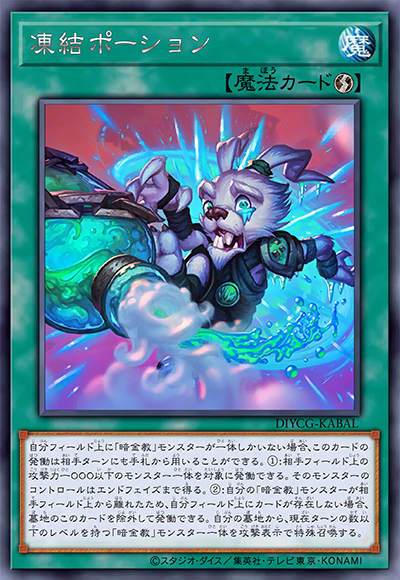 凍結ポーション
魔
【魔法カード】
DIYCG-KABAL
自分フィールド上に「暗金教」モンスターが一体しかいない場合、このカードの
発動は相手ターンにも手札から用いることができる。①:相手フィールド上の
攻撃力一〇〇〇以下のモンスター一体を対象に発動できる。そのモンスターの
コントロールはエンドフェイズまで得る。②:自分の「暗金教」モンスターが相
手フィールド上から離れたため、自分フィールド上にカードが存在しない場合、
墓地のこのカードを除外して発動できる。自分の墓地から、現在ターンの数以
下のレベルを持つ「暗金教」モンスター一体を攻撃表示で特殊召喚する。
©スタジオ・ダイス/集英社・テレビ東京・KONAMI